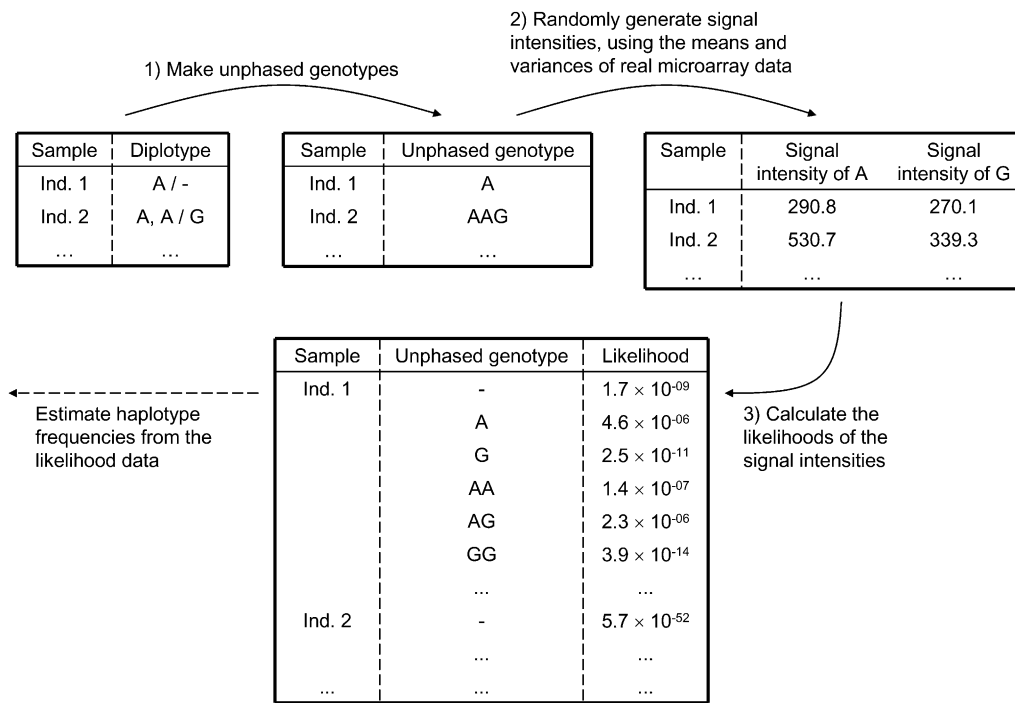 2) Randomly generate signal
intensities, using the means and
variances of real microarray data
1) Make unphased genotypes
Sample Diplotype
Ind. 1 A / -
Ind. 2 A, A / G
... ...
Sample Unphased genotype
Ind. 1 A
Ind. 2 AAG
... ...
Sample Signal intensity of A Signal intensity of G
Ind. 1 290.8 270.1
Ind. 2 530.7 339.3
... ... ...
Sample Unphased genotype Likelihood
Ind. 1 - 1.7 × 10⁻⁰⁹
A 4.6 × 10⁻⁰⁶
G 2.5 × 10⁻¹¹
AA 1.4 × 10⁻⁰⁷
AG 2.3 × 10⁻⁰⁶
GG 3.9 × 10⁻¹⁴
... ...
Ind. 2 - 5.7 × 10⁻⁵²
... ...
... ... ...
3) Calculate the
likelihoods of the
signal intensities
Estimate haplotype
frequencies from the
likelihood data